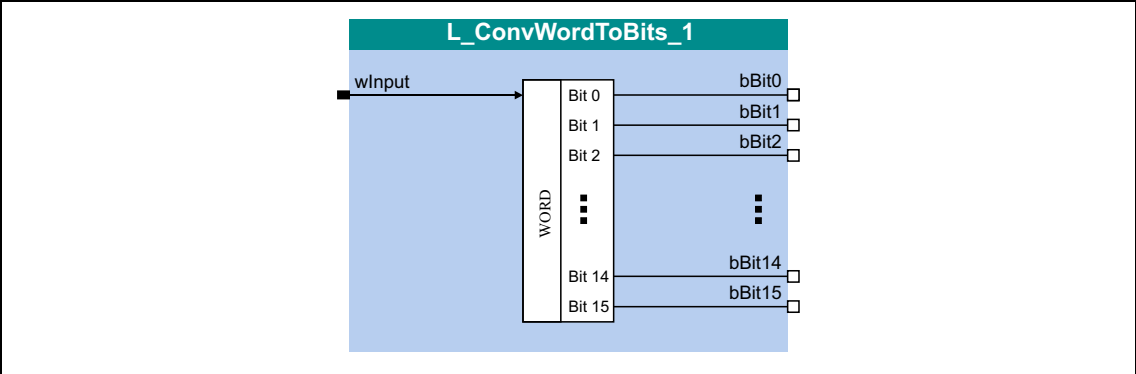 L_ConvWordToBits_1
wInput
WORD
Bit 0
bBit0
Bit 1
bBit1
Bit 2
bBit2
Bit 14
bBit14
Bit 15
bBit15